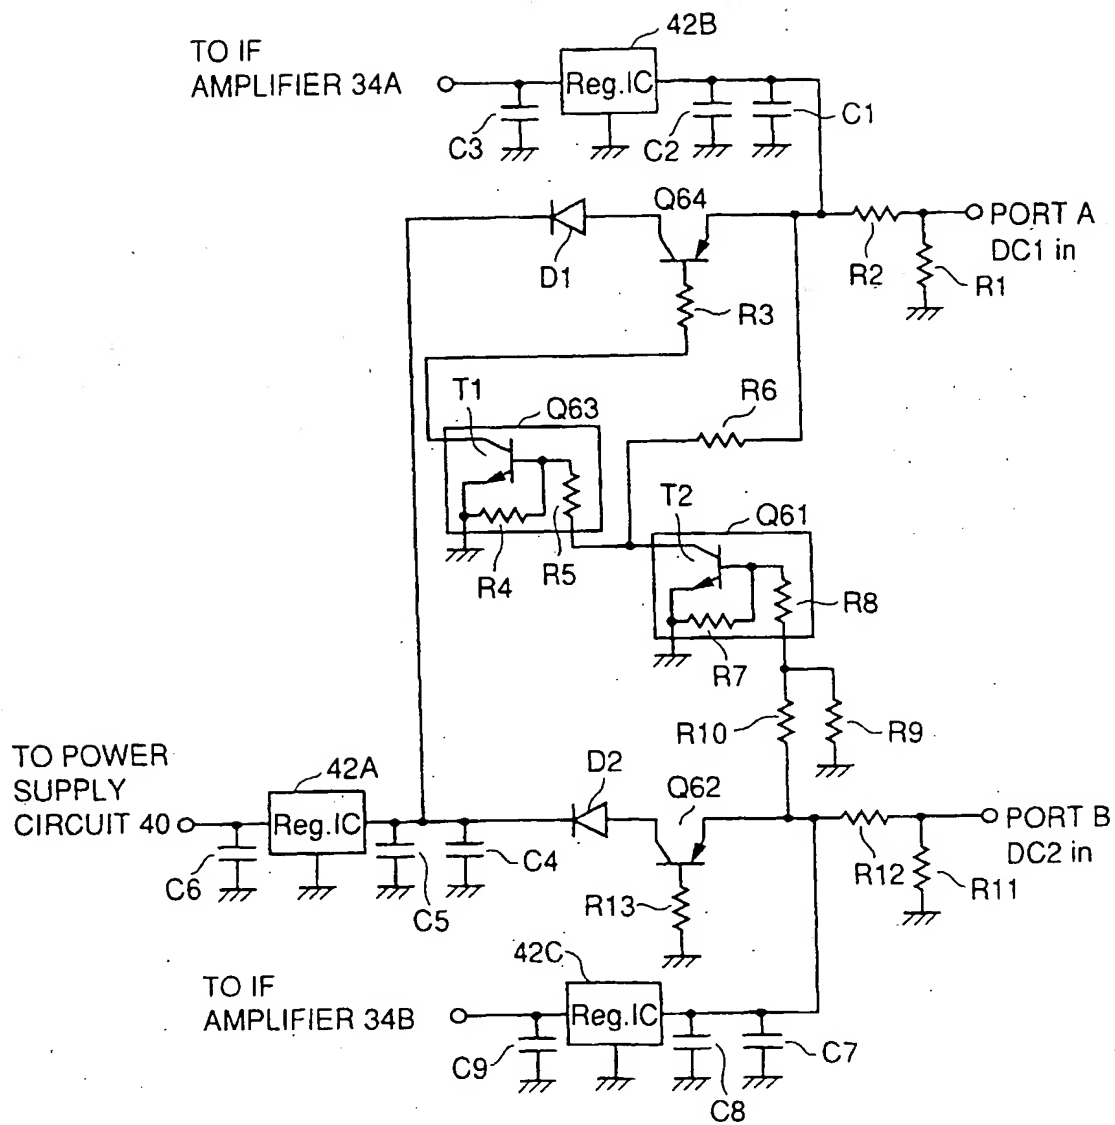 42B
TO IF
AMPLIFIER 34A
Reg.IC
C3
C2
C1
Q64
PORT A
DC1 in
D1
R2
R1
R3
T1
Q63
R6
T2
Q61
R4
R5
R8
R7
R10
R9
TO POWER
SUPPLY
CIRCUIT 40
42A
D2
Q62
Reg.IC
PORT B
DC2 in
C6
C5
C4
R12
R11
R13
42C
TO IF
AMPLIFIER 34B
Reg.IC
C9
C8
C7